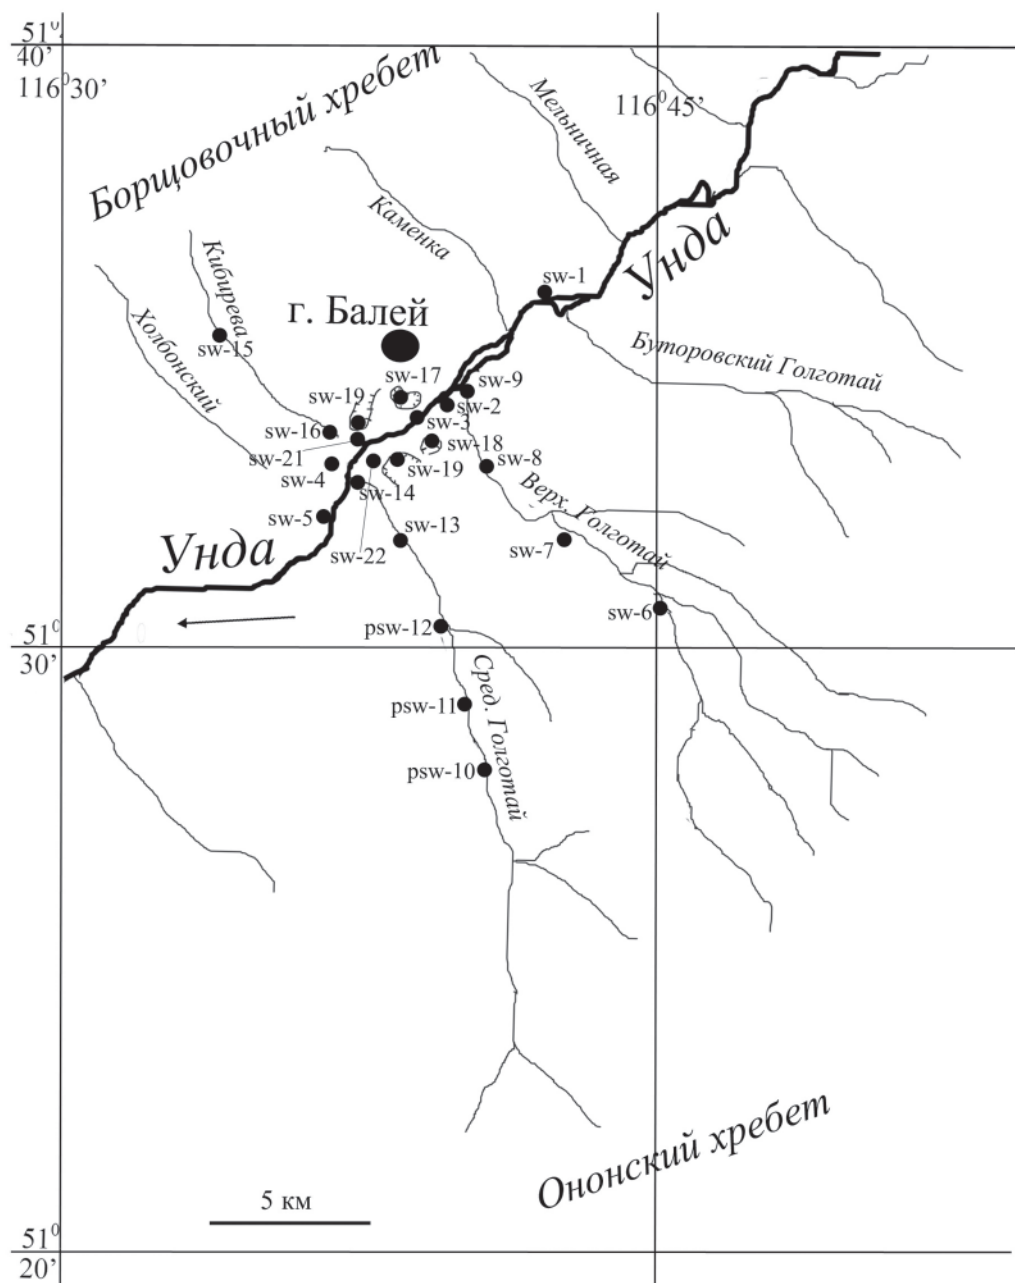 51⁰
40’
116⁰30’
Борщовочный хребет
Мельничная
116⁰45’
Каменка
Унда
sw-1
Кибирева
г. Балей
Холбонский
sw-15
Буторовский Голготай
sw-17
sw-9
sw-19
sw-2
sw-3
sw-16
sw-18
sw-21
sw-8
sw-4
sw-19
sw-14
Верх. Голготай
sw-5
sw-13
Унда
sw-22
sw-7
sw-6
psw-12
51⁰
30’
Сред. Голготай
psw-11
psw-10
Ононский хребет
5 км
51⁰
20’